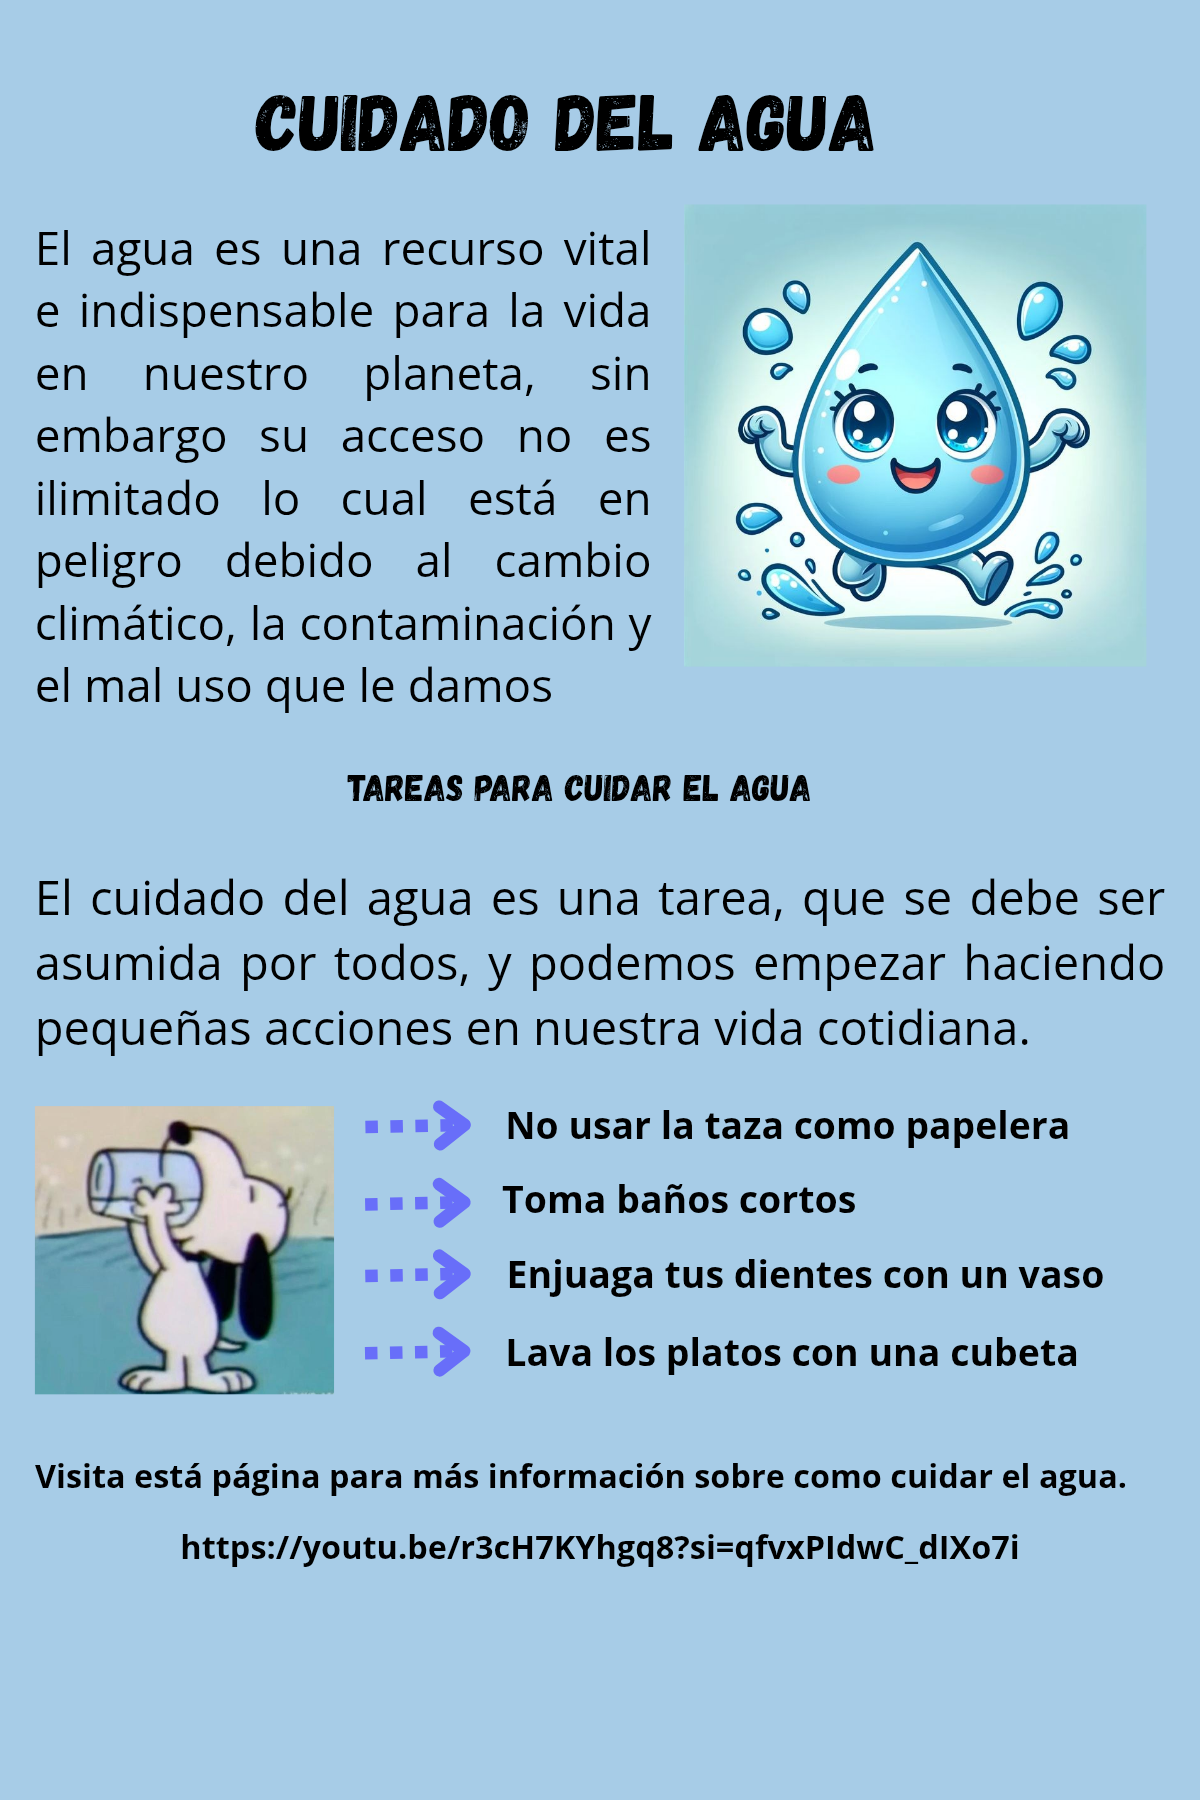 CUIDADO DEL AGUA
El agua es una recurso vital
e indispensable para la vida
en nuestro planeta, sin
embargo su acceso no es
ilimitado lo cual está en
peligro debido al cambio
climático, la contaminación y
el mal uso que le damos
TAREAS PARA CUIDAR EL AGUA
El cuidado del agua es una tarea, que se debe ser
asumida por todos, y podemos empezar haciendo
pequeñas acciones en nuestra vida cotidiana.
No usar la taza como papelera
Toma baños cortos
Enjuaga tus dientes con un vaso
Lava los platos con una cubeta
Visita está página para más información sobre como cuidar el agua.
https://youtu.be/r3cH7KYhgq8?si=qfvxPIdwC_dIXo7i